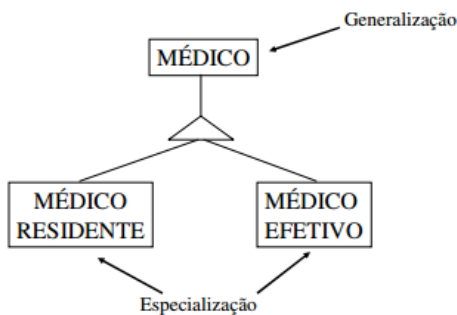 Generalização
MÉDICO
MÉDICO
RESIDENTE
MÉDICO
EFETIVO
Especialização